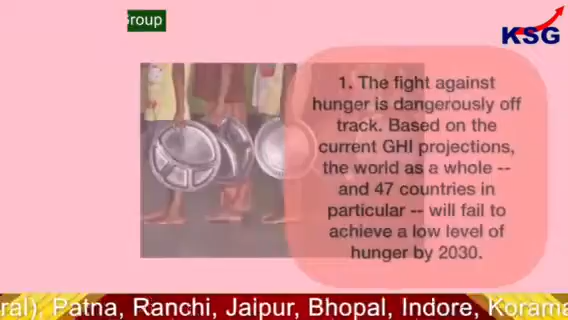 Group
KSG
1. The fight against
hunger is dangerously off
track. Based on the
current GHI projections,
the world as a whole --
and 47 countries in
particular -- will fail to
achieve a low level of
hunger by 2030.
Patna, Ranchi, Jaipur, Bhopal, Indore,